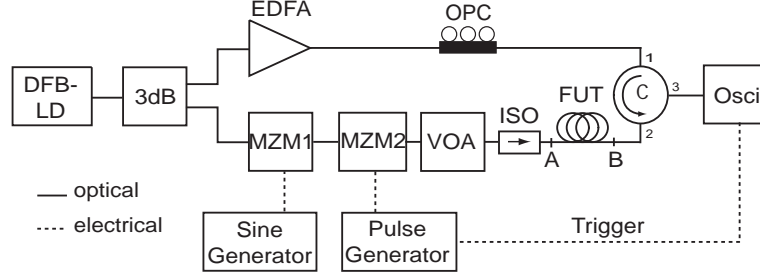 EDFA
OPC
DFB-
LD
3dB
1
C
3
2
Osci
FUT
MZM1
MZM2
VOA
ISO
A
B
optical
electrical
Sine
Generator
Pulse
Generator
Trigger